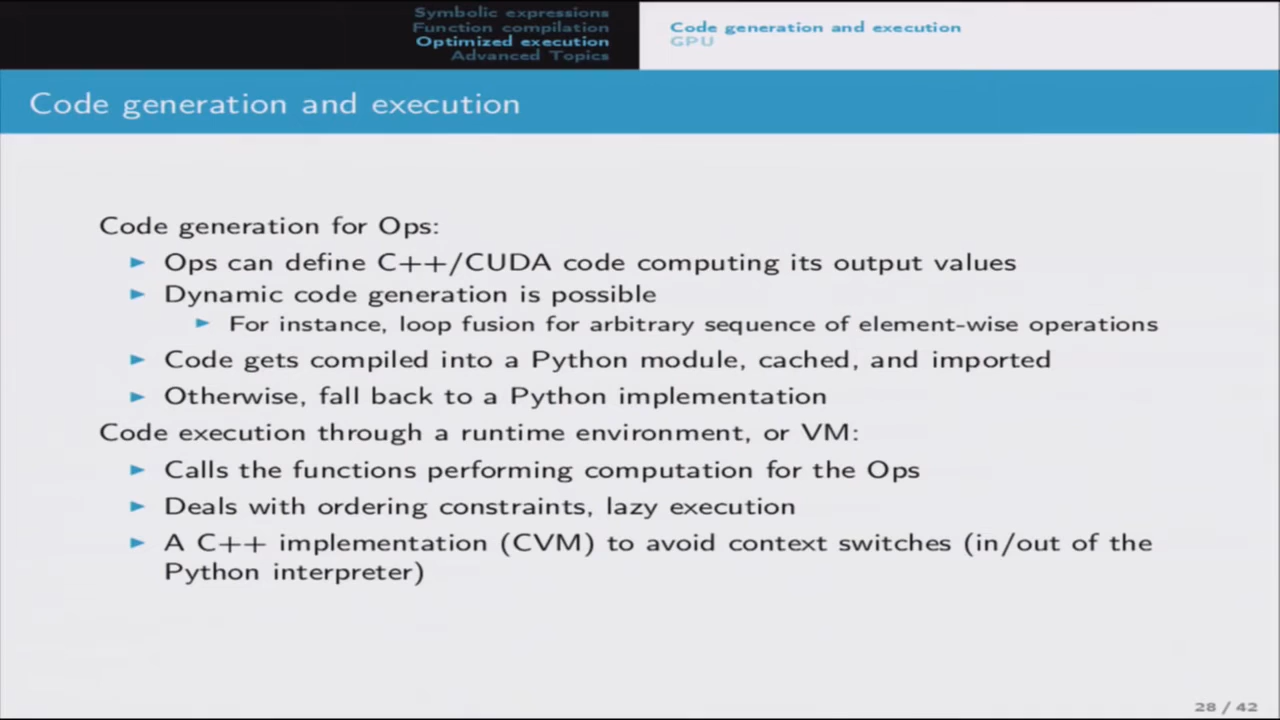 Symbolic expressions
Function compilation
Optimized execution
Advanced Topics
Code generation and execution
GPU
Code generation and execution
Code generation for Ops:
Ops can define C++/CUDA code computing its output values
Dynamic code generation is possible
For instance, loop fusion for arbitrary sequence of element-wise operations
Code gets compiled into a Python module, cached, and imported
Otherwise, fall back to a Python implementation
Code execution through a runtime environment, or VM:
Calls the functions performing computation for the Ops
Deals with ordering constraints, lazy execution
A C++ implementation (CVM) to avoid context switches (in/out of the
Python interpreter)
28 / 42